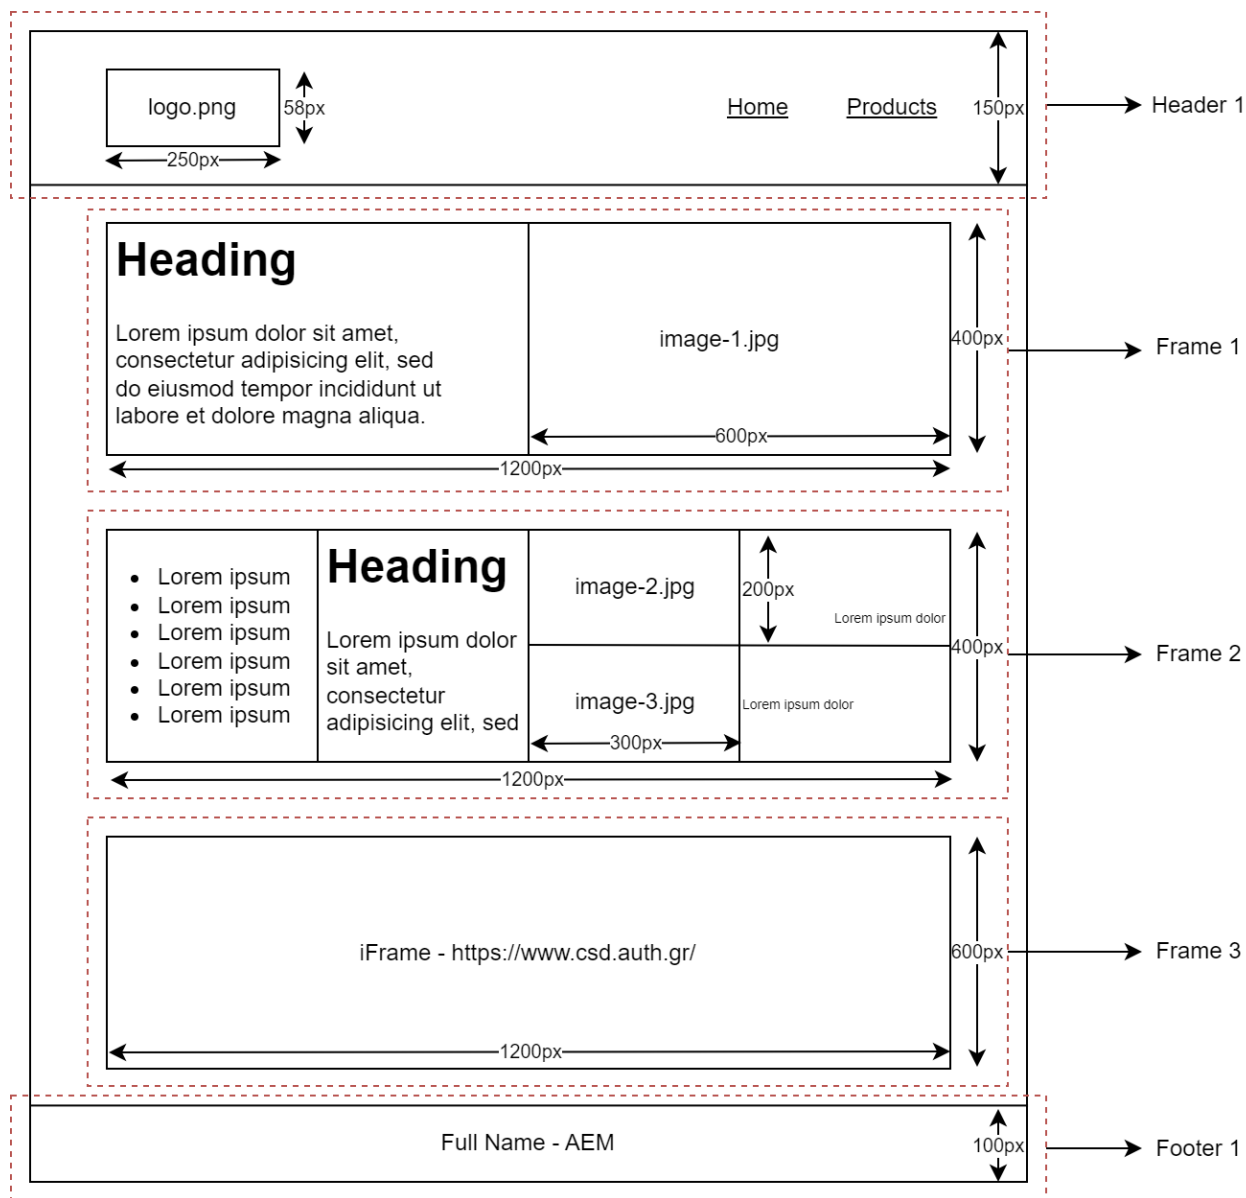 logo.png
58px
250px
Home
Products
150px
Header 1
Heading
Lorem ipsum dolor sit amet,
consectetur adipisicing elit, sed
do eiusmod tempor incididunt ut
labore et dolore magna aliqua.
image-1.jpg
600px
400px
1200px
Frame 1
Lorem ipsum
Lorem ipsum
Lorem ipsum
Lorem ipsum
Lorem ipsum
Lorem ipsum
Heading
Lorem ipsum dolor
sit amet,
consectetur
adipisicing elit, sed
image-2.jpg
200px
Lorem ipsum dolor
image-3.jpg
300px
Lorem ipsum dolor
400px
1200px
Frame 2
iFrame - https://www.csd.auth.gr/
600px
1200px
Frame 3
Full Name - AEM
100px
Footer 1